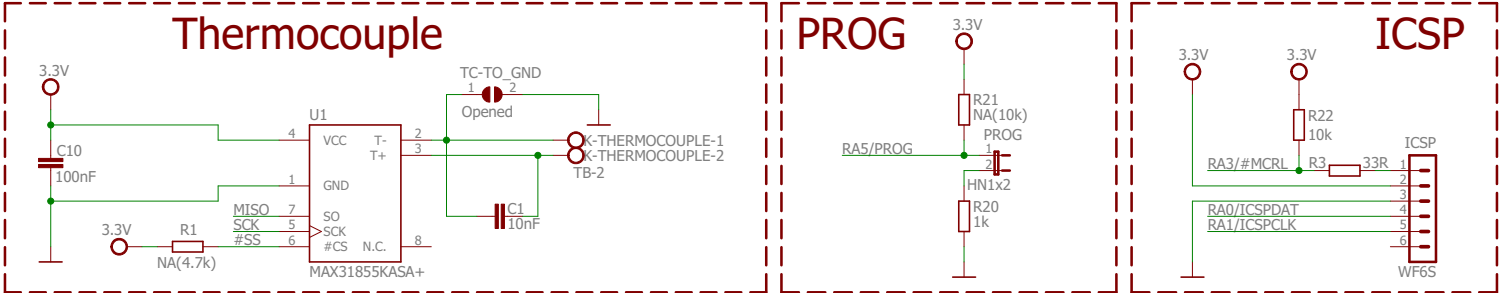 Thermocouple
3.3V
TC-TO_GND
1 2
Opened
U1
4 VCC T- 2
T+ 3
K-THERMOCOUPLE-1
K-THERMOCOUPLE-2
TB-2
C10
100nF
1 GND
MISO 7 SO
SCK 5 SCK
#SS 6 #CS N.C. 8
C1
10nF
3.3V
R1
NA(4.7k)
MAX31855KASA+
PROG
3.3V
R21
NA(10k)
PROG
RA5/PROG
1
2
HN1x2
R20
1k
ICSP
3.3V
3.3V
R22
10k
ICSP
RA3/#MCRL R3 33R 1
2
3
RA0/ICSPDAT 4
RA1/ICSPCLK 5
6
WF6S